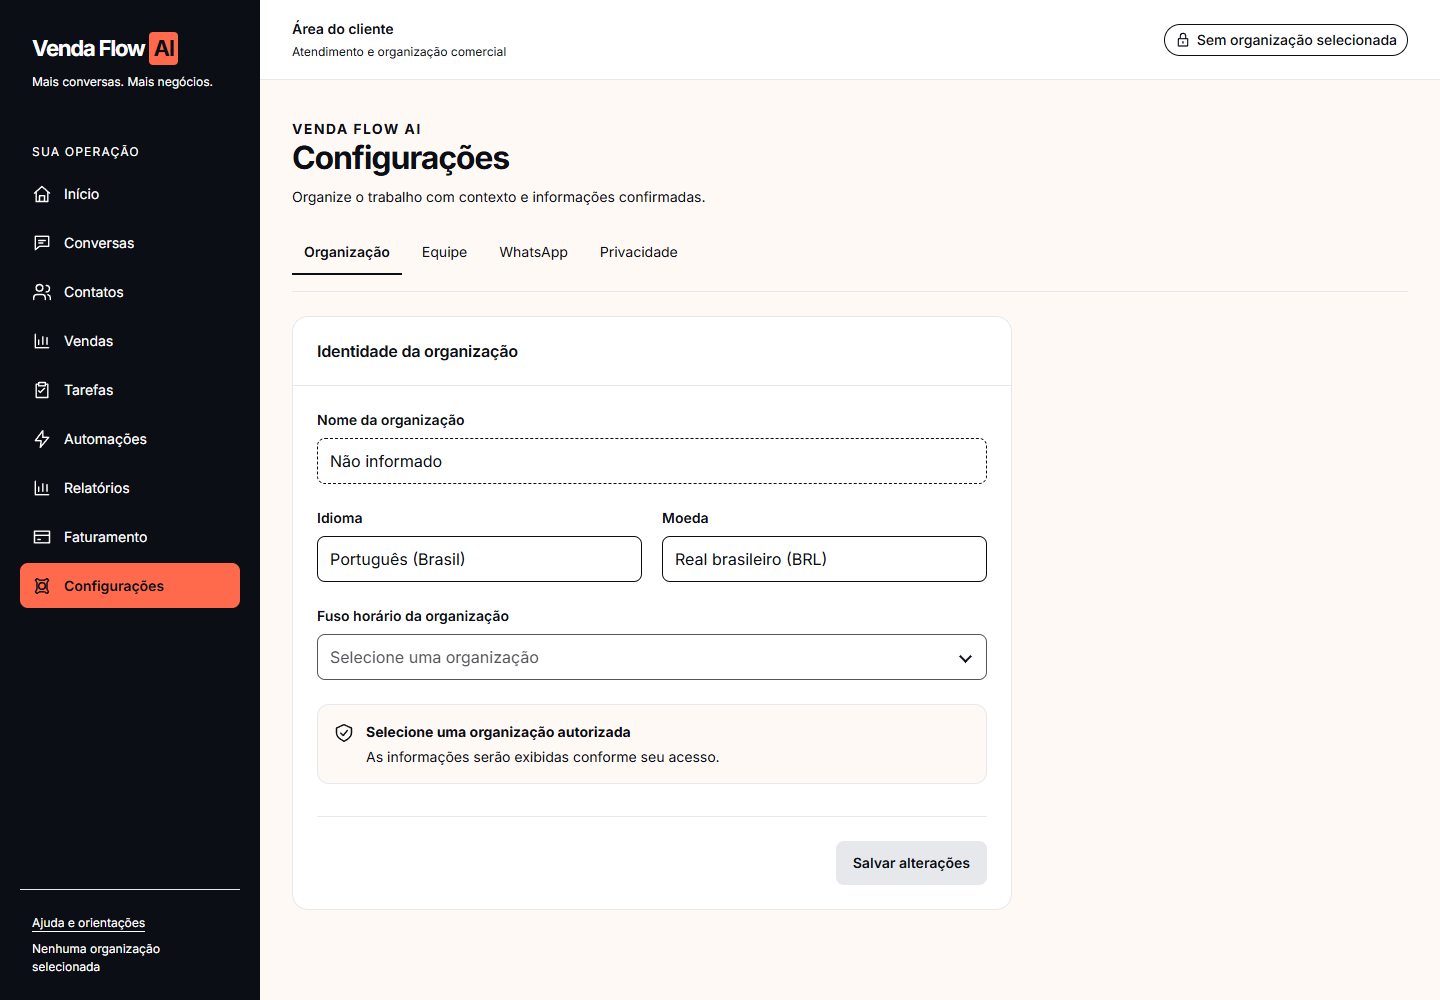 Venda Flow AI
Mais conversas. Mais negócios.
SUA OPERAÇÃO
Início
Conversas
Contatos
Vendas
Tarefas
Automações
Relatórios
Faturamento
Configurações
Ajuda e orientações
Nenhuma organização
selecionada
Área do cliente
Atendimento e organização comercial
Sem organização selecionada
VENDA FLOW AI
Configurações
Organize o trabalho com contexto e informações confirmadas.
Organização Equipe WhatsApp Privacidade
Identidade da organização
Nome da organização
Não informado
Idioma Moeda
Português (Brasil) Real brasileiro (BRL)
Fuso horário da organização
Selecione uma organização
Selecione uma organização autorizada
As informações serão exibidas conforme seu acesso.
Salvar alterações